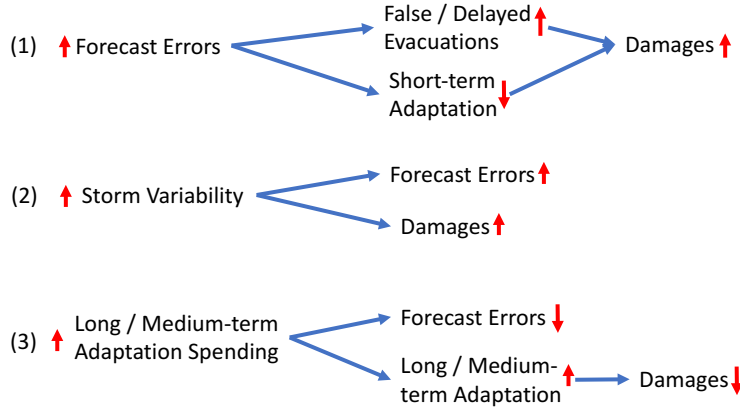 (1) Forecast Errors
False / Delayed
Evacuations
Short-term
Adaptation
Damages
(2) Storm Variability
Forecast Errors
Damages
(3) Long / Medium-term
Adaptation Spending
Forecast Errors
Long / Medium-
term Adaptation
Damages